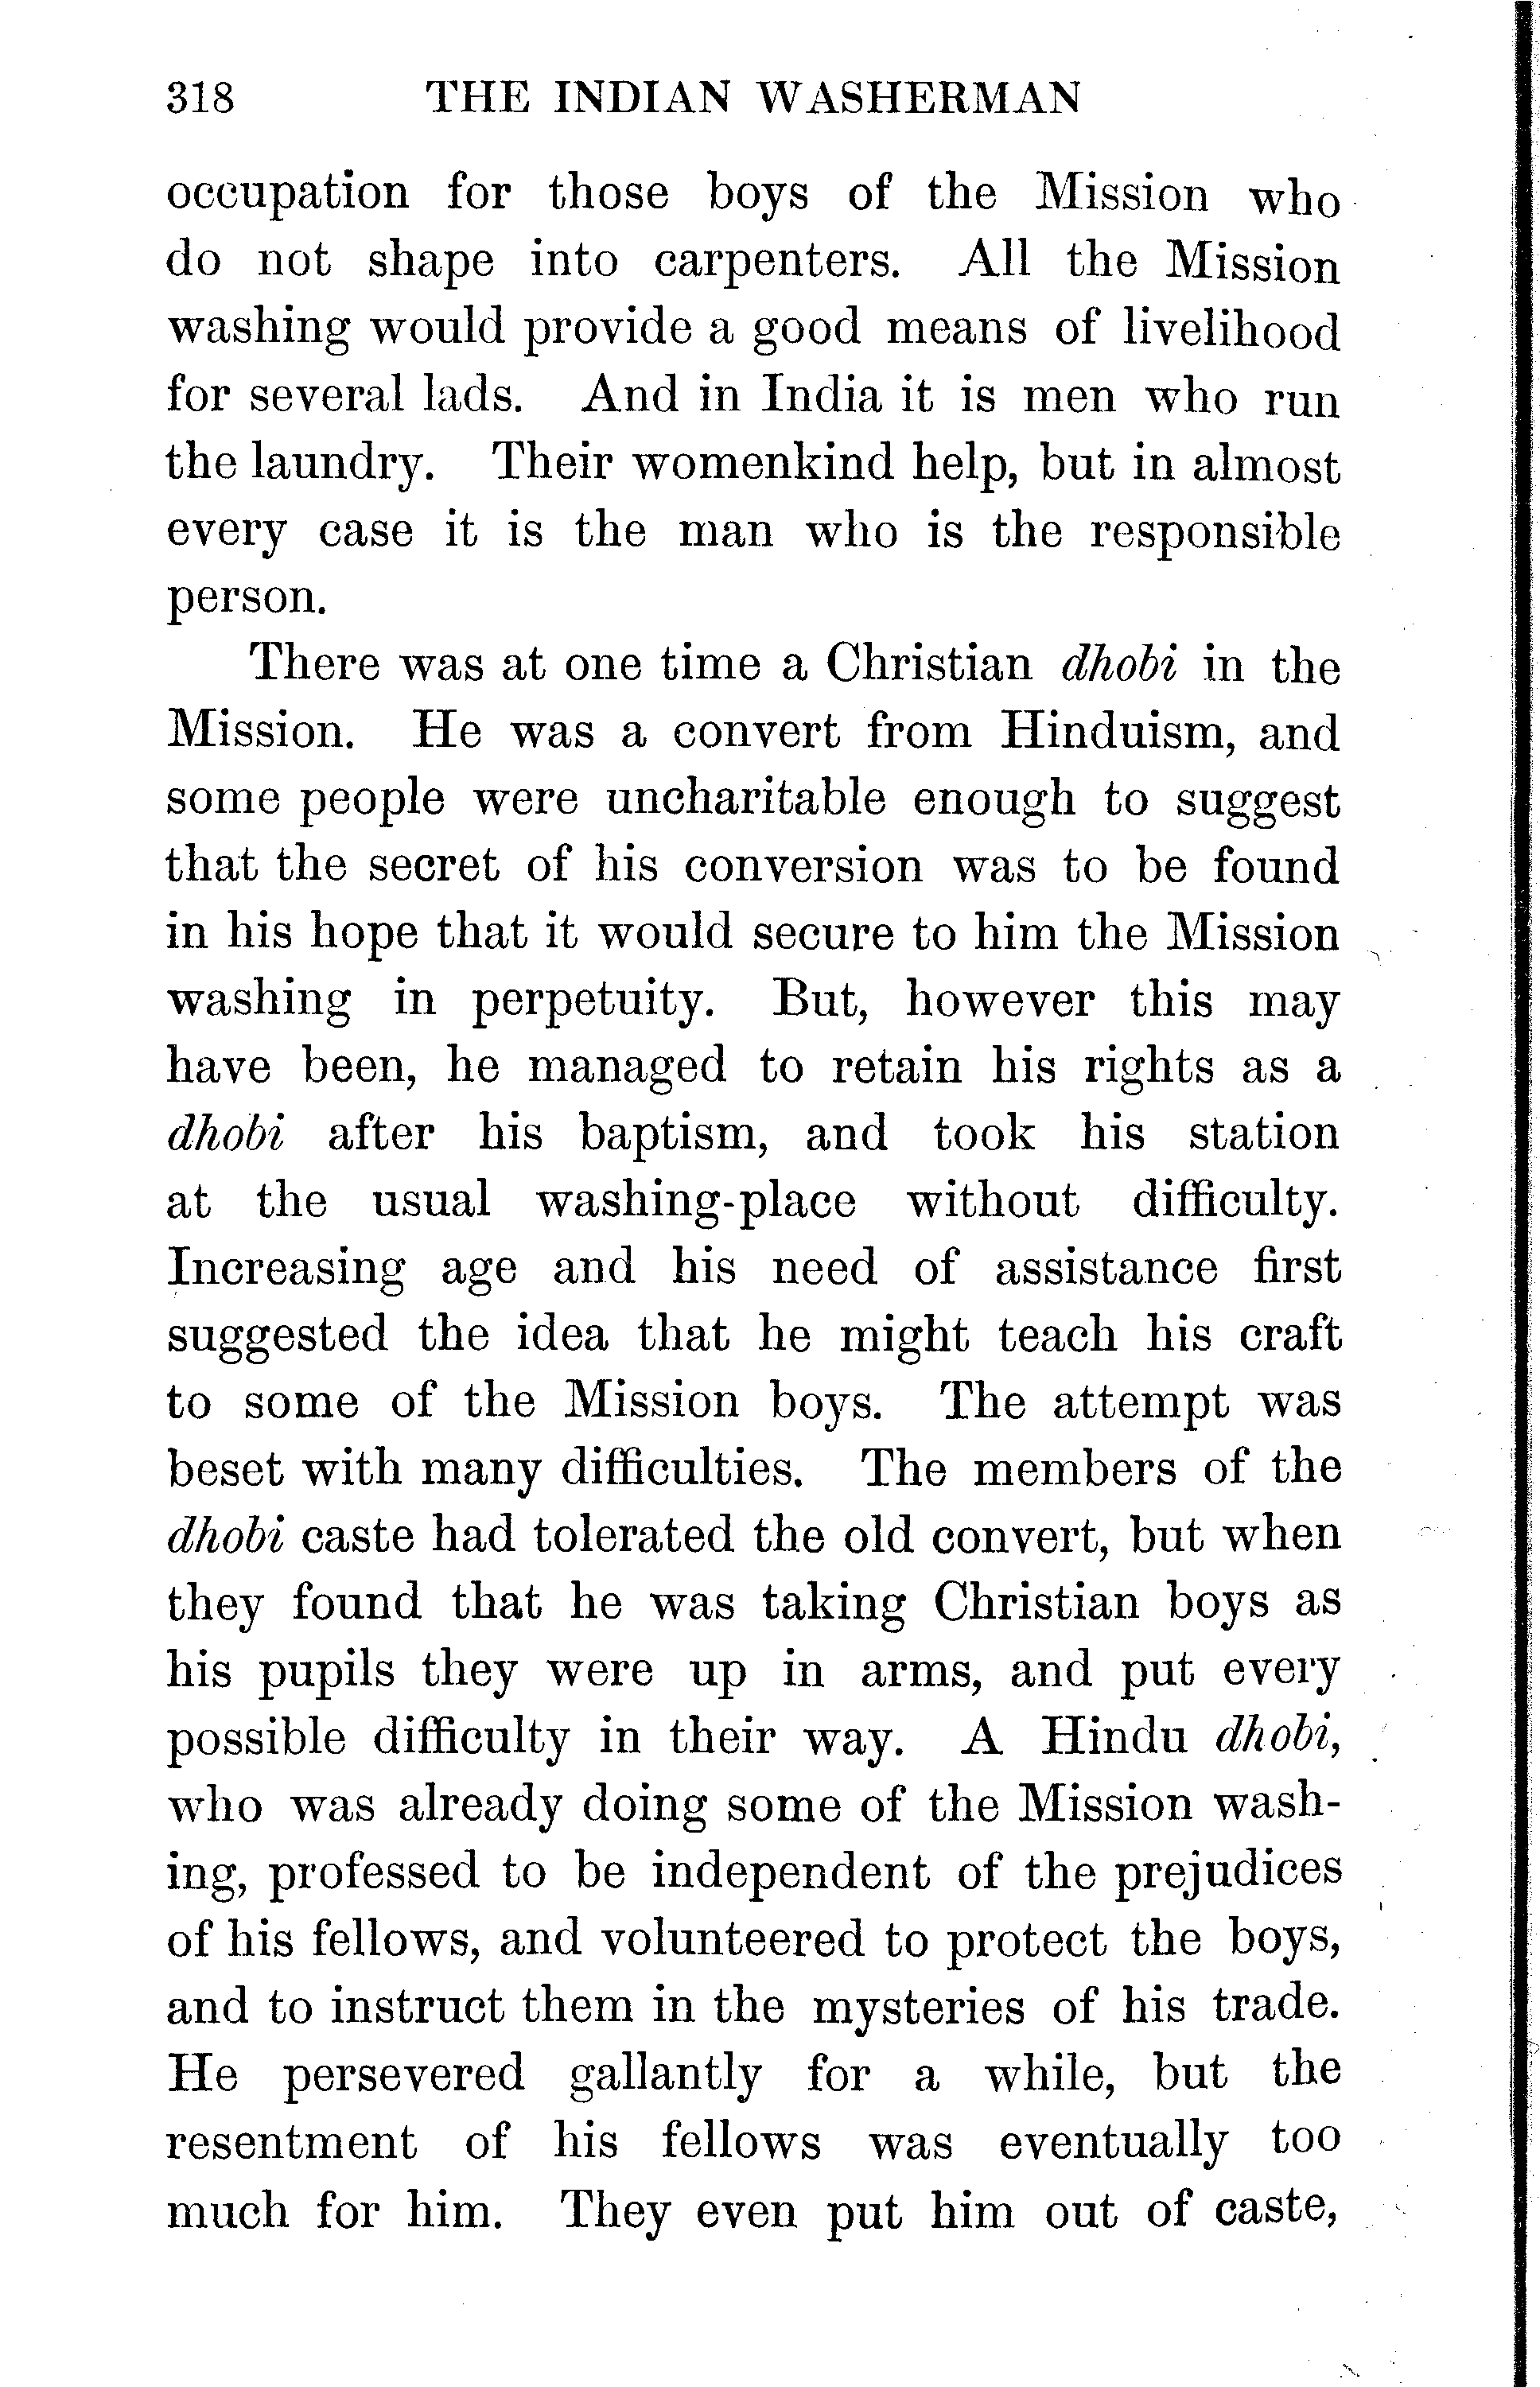 318 THE INDIAN WASHERMAN
occupation for those boys of the Mission who
do not shape into carpenters. All the Mission
washing would provide a good means of livelihood
for several lads. And in India it is men who run
the laundry. Their womenkind help, but in almost
every case it is the man who is the responsible
person.
There was at one time a Christian dhobi in the
Mission. He was a convert from Hinduism, and
some people were uncharitable enough to suggest
that the secret of his conversion was to be found
in his hope that it would secure to him the Mission
washing in perpetuity. But, however this may
have been, he managed to retain his rights as a
dhobi after his baptism, and took his station
at the usual washing-place without difficulty.
Increasing age and his need of assistance first
suggested the idea that he might teach his craft
to some of the Mission boys. The attempt was
beset with many difficulties. The members of the
dhobi caste had tolerated the old convert, but when
they found that he was taking Christian boys as
his pupils they were up in arms, and put every
possible difficulty in their way. A Hindu dhobi,
who was already doing some of the Mission wash-
ing, professed to be independent of the prejudices
of his fellows, and volunteered to protect the boys,
and to instruct them in the mysteries of his trade.
He persevered gallantly for a while, but the
resentment of his fellows was eventually too
much for him. They even put him out of caste,